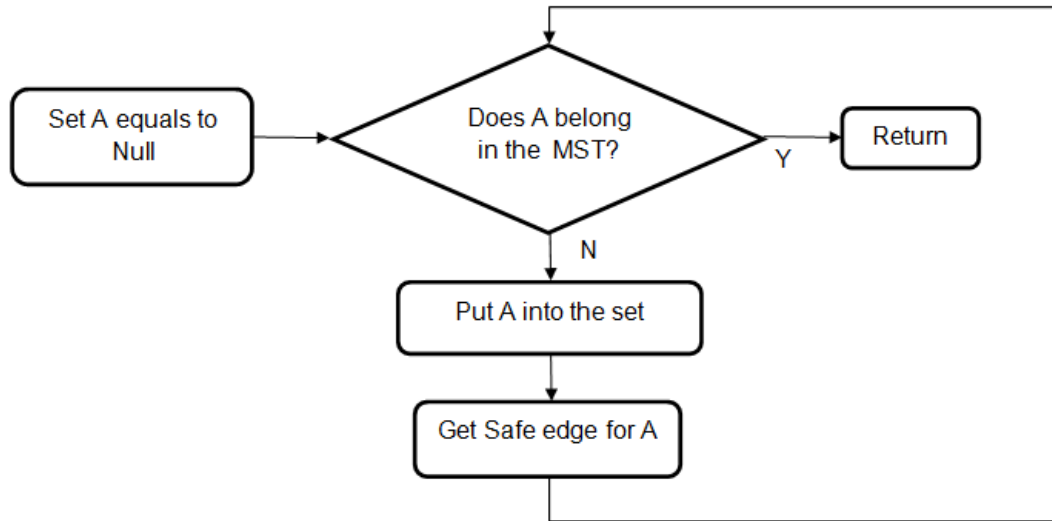 Set A equals to
Null
Does A belong
in the MST?
Y
Return
N
Put A into the set
Get Safe edge for A